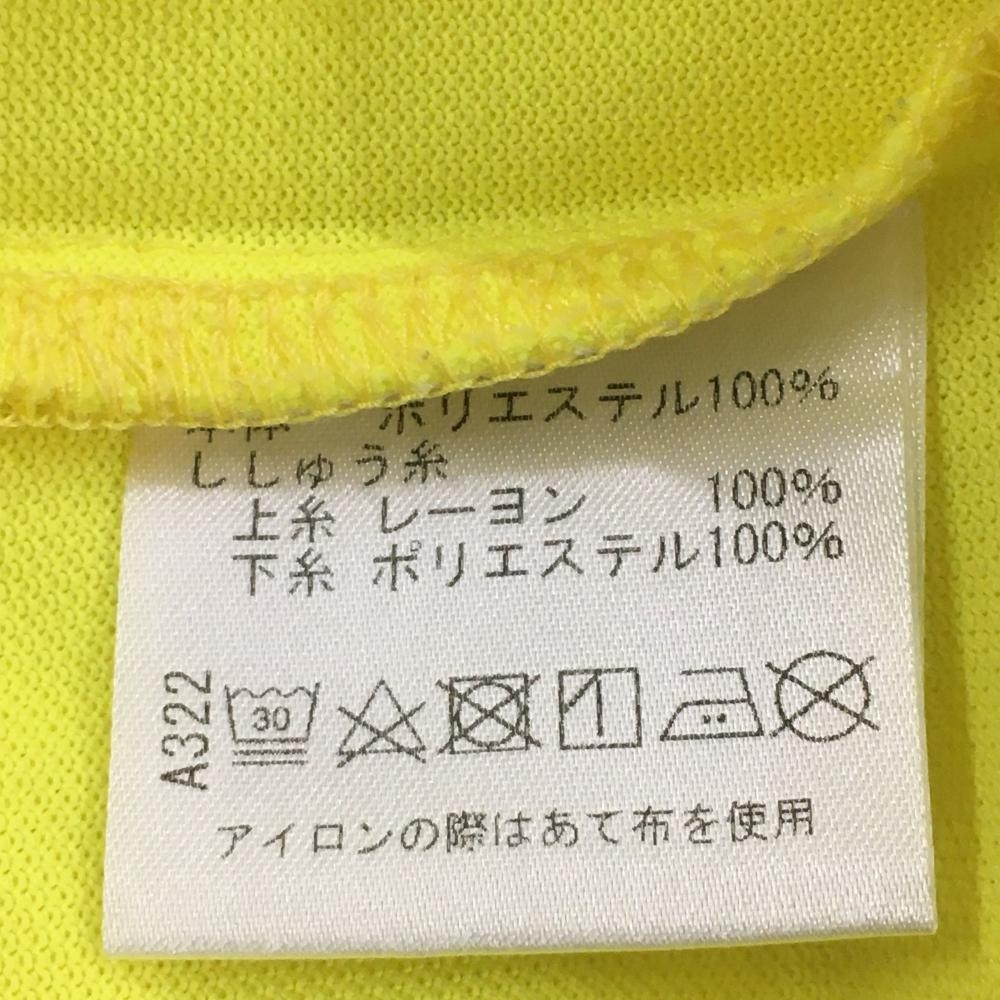 本体 ポリエステル100%
ししゅう糸
上糸 レーヨン 100%
下糸 ポリエステル100%
A322
30
アイロンの際はあて布を使用